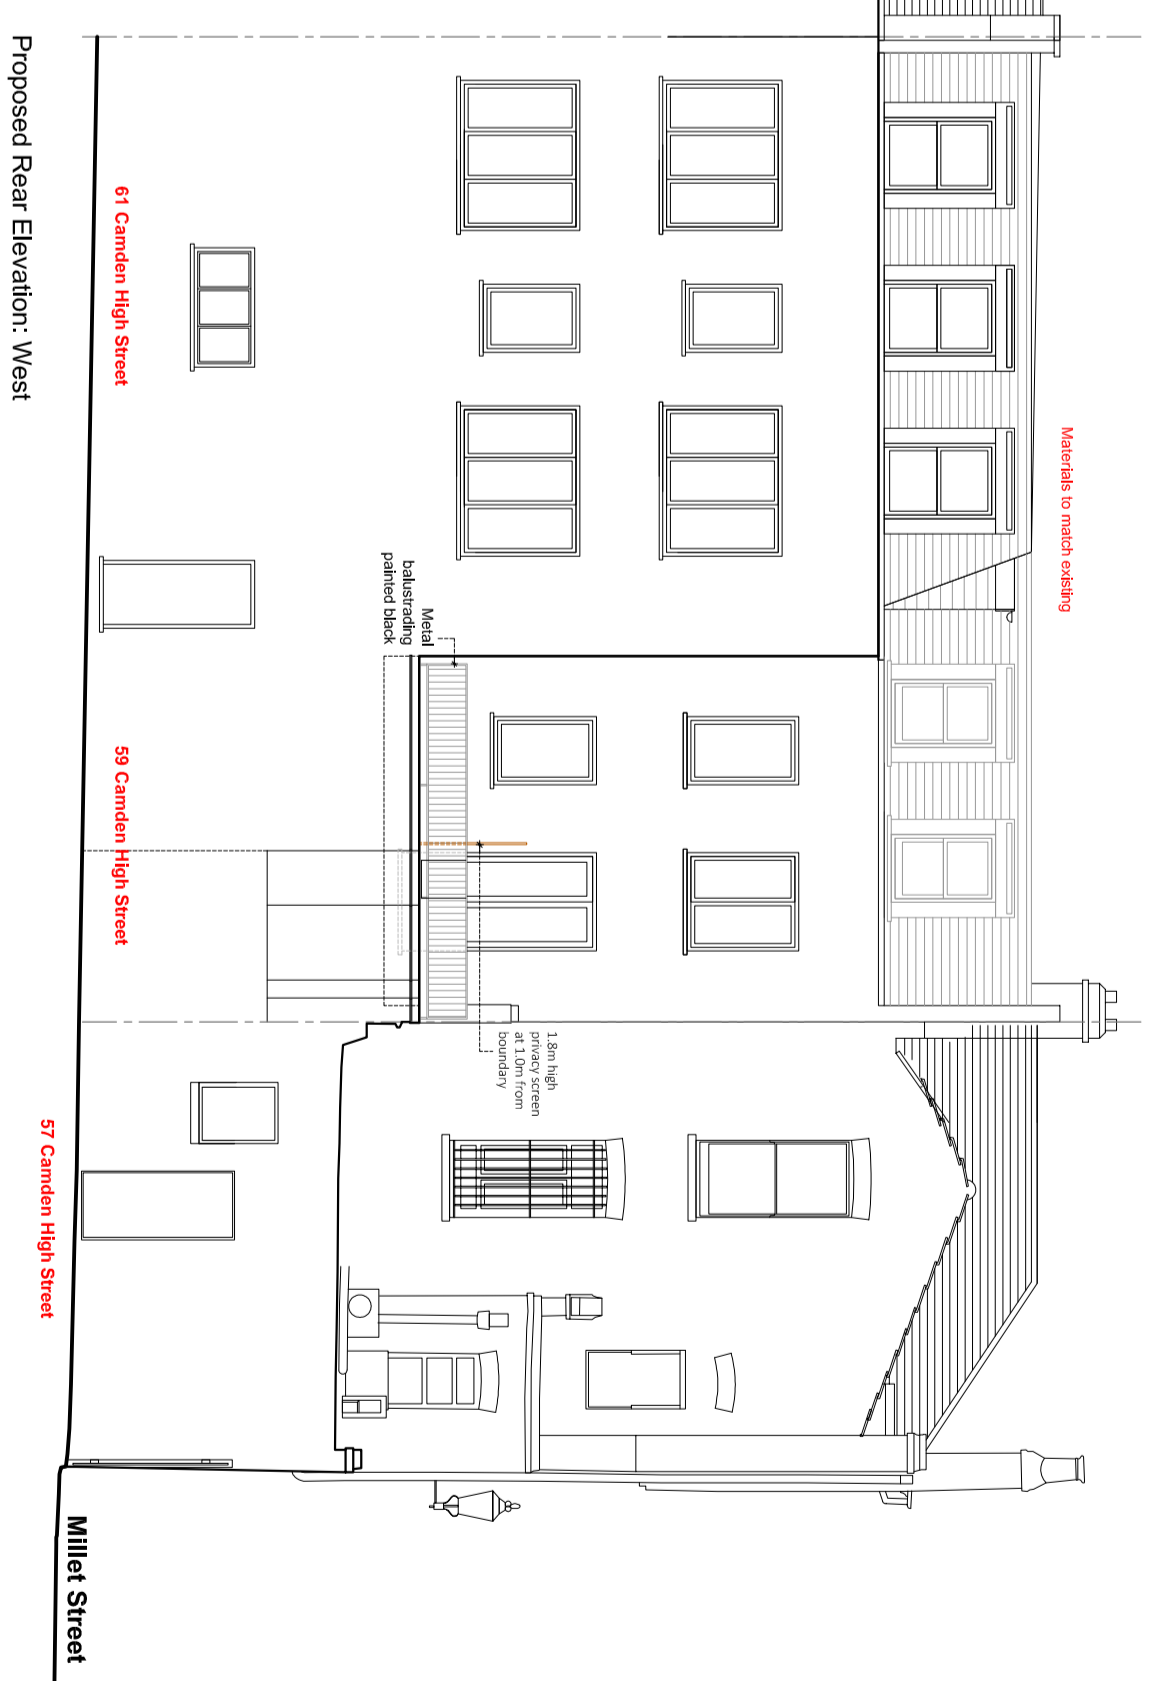 Materials to match existing
Metal
balustrading
painted black
1.8m high
privacy screen
at 1.0m from
boundary
61 Camden High Street
59 Camden High Street
57 Camden High Street
Millet Street
Proposed Rear Elevation: West